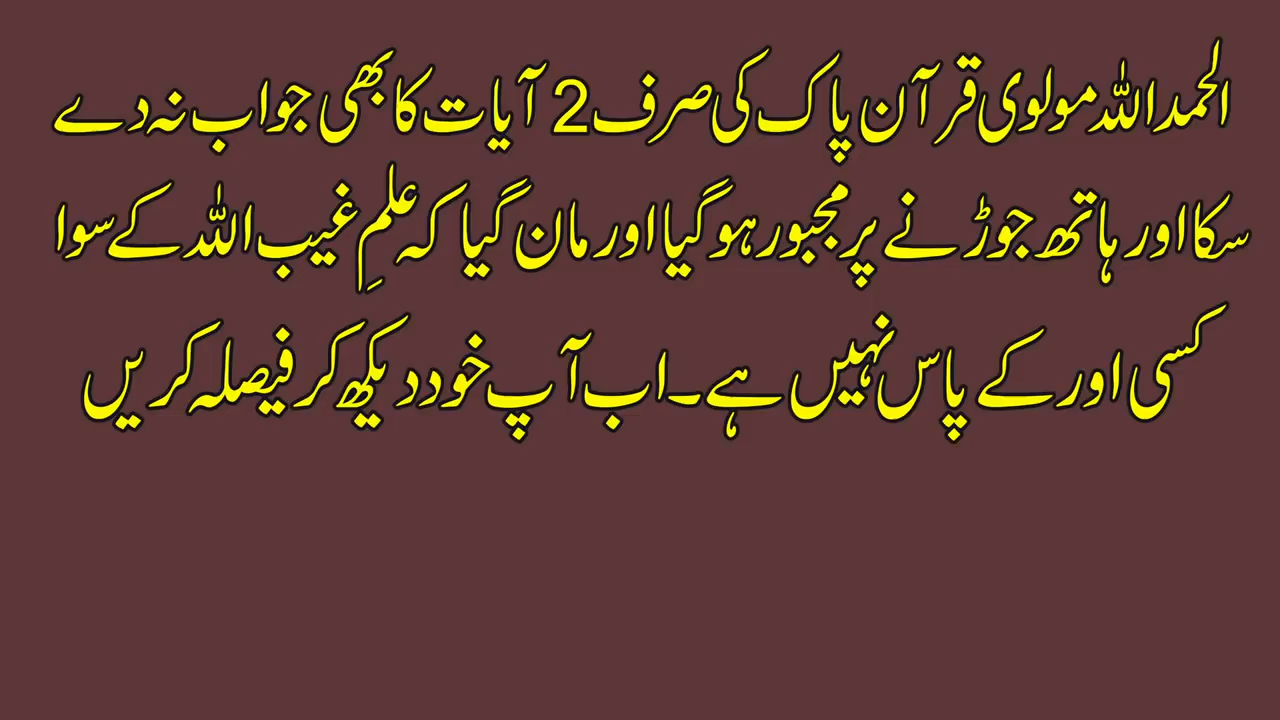 الحمداللہ مولوی قرآن پاک کی صرف 2 آیات کا بھی جواب نہ دے
سکا اور ہاتھ جوڑنے پر مجبور ہو گیا اور مان گیا کہ علمِ غیب اللہ کے سوا
کسی اور کے پاس نہیں ہے۔ اب آپ خود دیکھ کر فیصلہ کریں